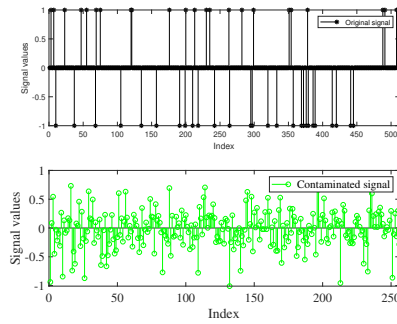 1
0.5
0
-0.5
-1
Signal values
Original signal
0 50 100 150 200 250 300 350 400 450 500
Index
1
0.5
0
-0.5
-1
Signal values
Contaminated signal
0 50 100 150 200 250
Index